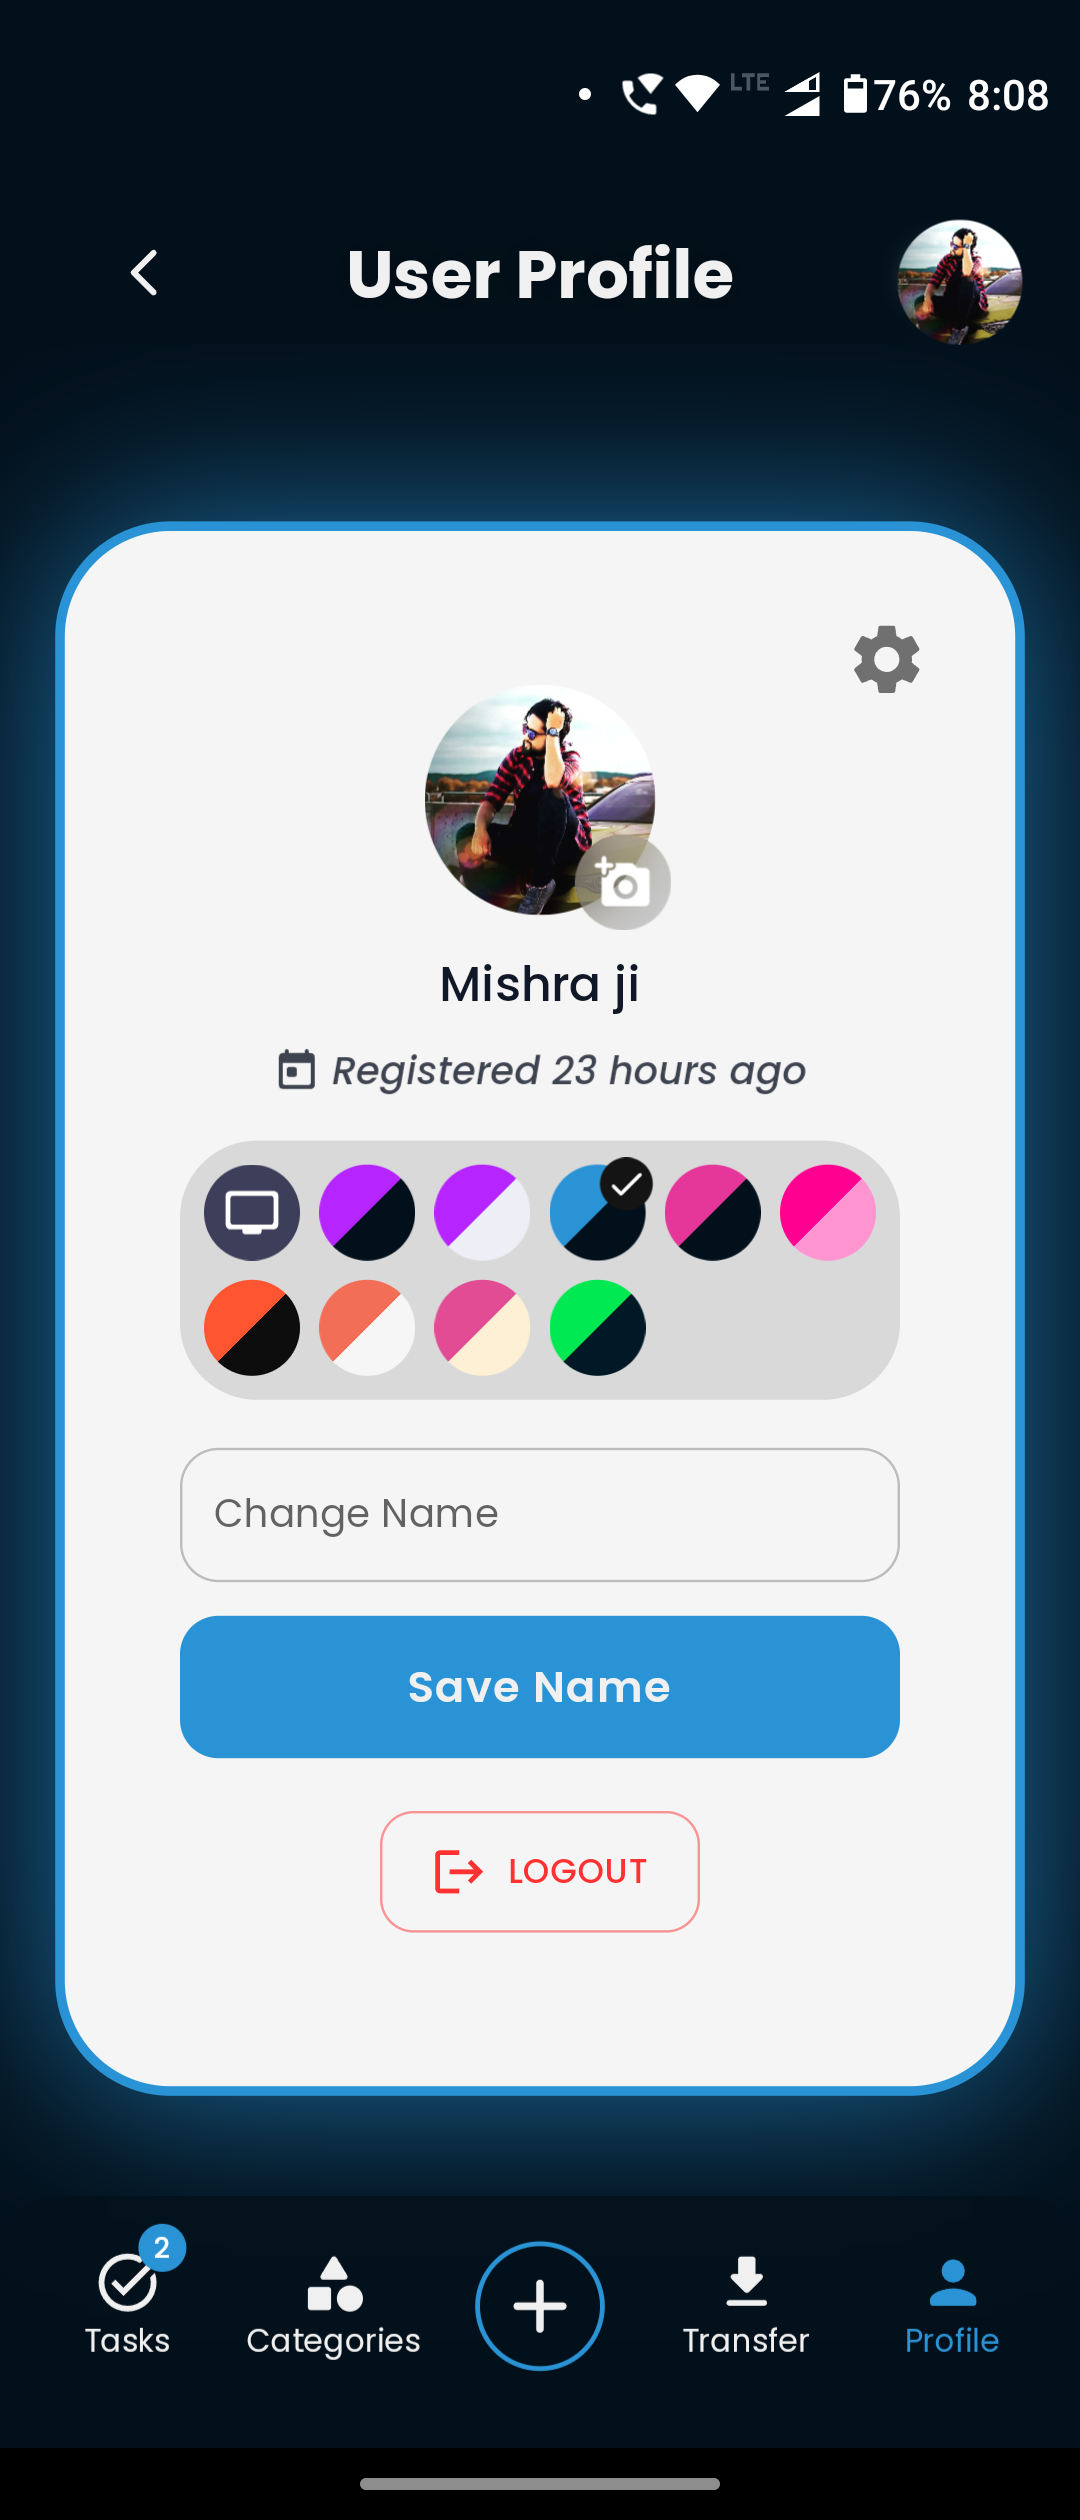 LTE 76% 8:08
User Profile
Mishra ji
Registered 23 hours ago
Change Name
Save Name
LOGOUT
2
Tasks Categories Transfer Profile